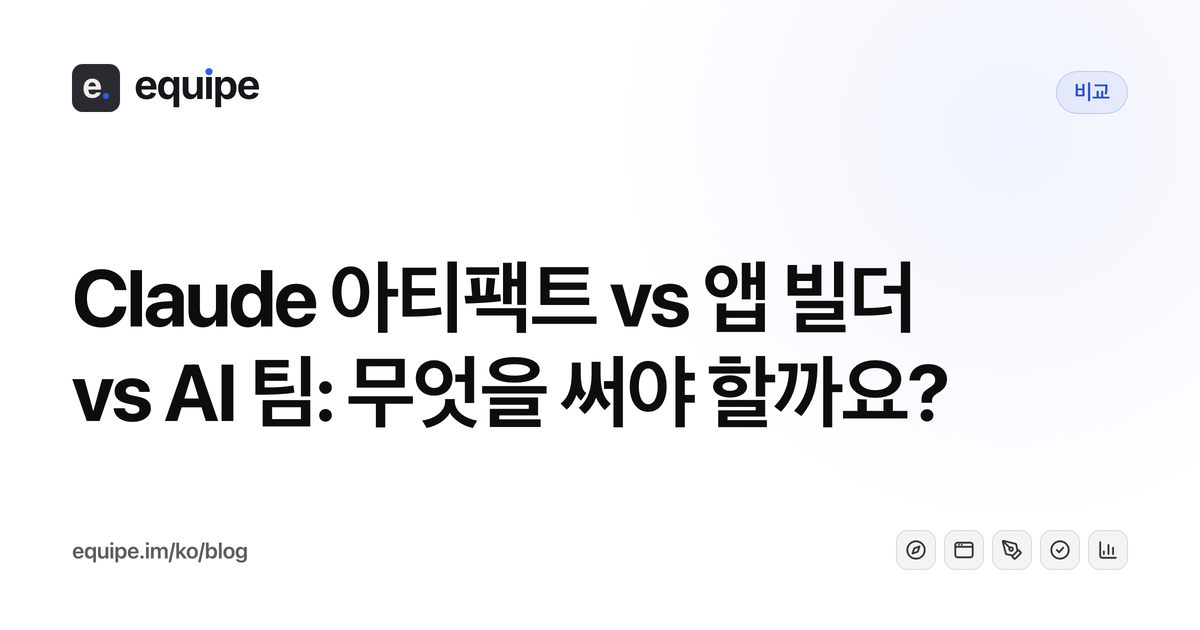 e. equipe
비교
Claude 아티팩트 vs 앱 빌더
vs AI 팀: 무엇을 써야 할까요?
equipe.im/ko/blog